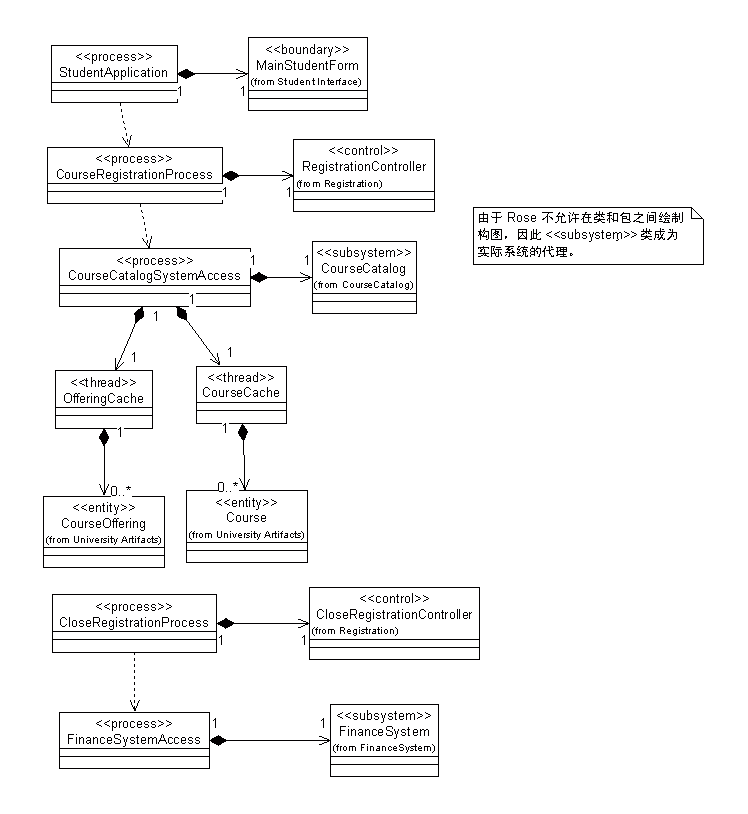 <<process>>
StudentApplication
1
<<boundary>>
MainStudentForm
(from Student Interface)
1
<<process>>
CourseRegistrationProcess
1
<<control>>
RegistrationController
(from Registration)
1
由于 Rose 不允许在类和包之间绘制
构图，因此 <<subsystem>> 类成为
实际系统的代理。
<<process>>
CourseCatalogSystemAccess
1
1
1
<<subsystem>>
CourseCatalog
(from CourseCatalog)
1
1
1
<<thread>>
OfferingCache
1
<<thread>>
CourseCache
1
0..*
0..*
<<entity>>
CourseOffering
(from University Artifacts)
<<entity>>
Course
(from University Artifacts)
<<process>>
CloseRegistrationProcess
1
<<control>>
CloseRegistrationController
(from Registration)
1
<<process>>
FinanceSystemAccess
1
1
<<subsystem>>
FinanceSystem
(from FinanceSystem)